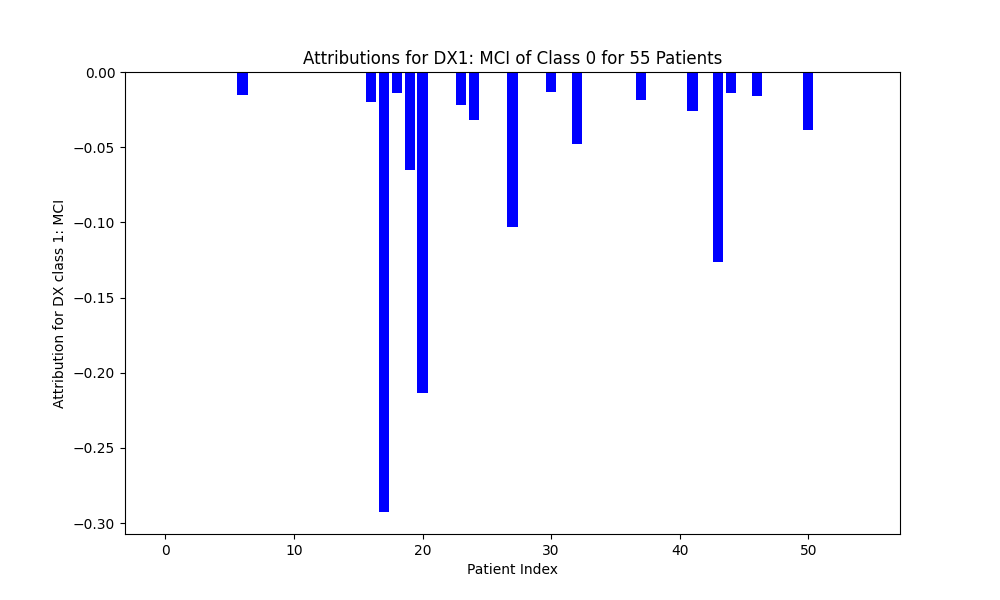 Attributions for DX1: MCI of Class 0 for 55 Patients
Attribution for DX class 1: MCI
0.00
−0.05
−0.10
−0.15
−0.20
−0.25
−0.30
0 10 20 30 40 50
Patient Index